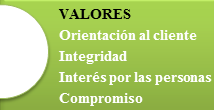 VALORES
Orientación al cliente
Integridad
Interés por las personas
Compromiso